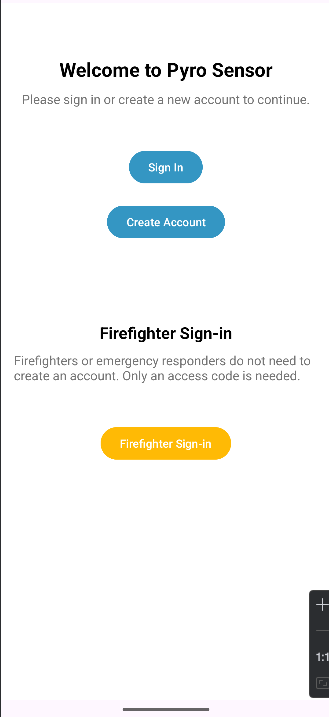 Welcome to Pyro Sensor
Please sign in or create a new account to continue.
Sign In
Create Account
Firefighter Sign-in
Firefighters or emergency responders do not need to
create an account. Only an access code is needed.
Firefighter Sign-in